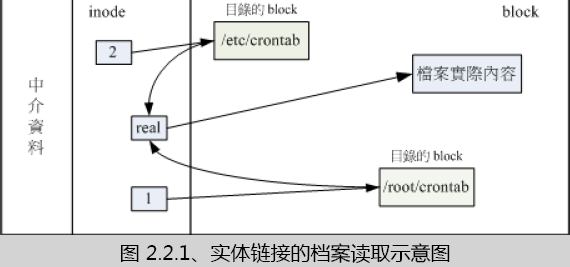 inode
目錄的 block
block
2
/etc/crontab
檔案實際內容
中介資料
real
目錄的 block
1
/root/crontab
图 2.2.1、实体链接的档案读取示意图